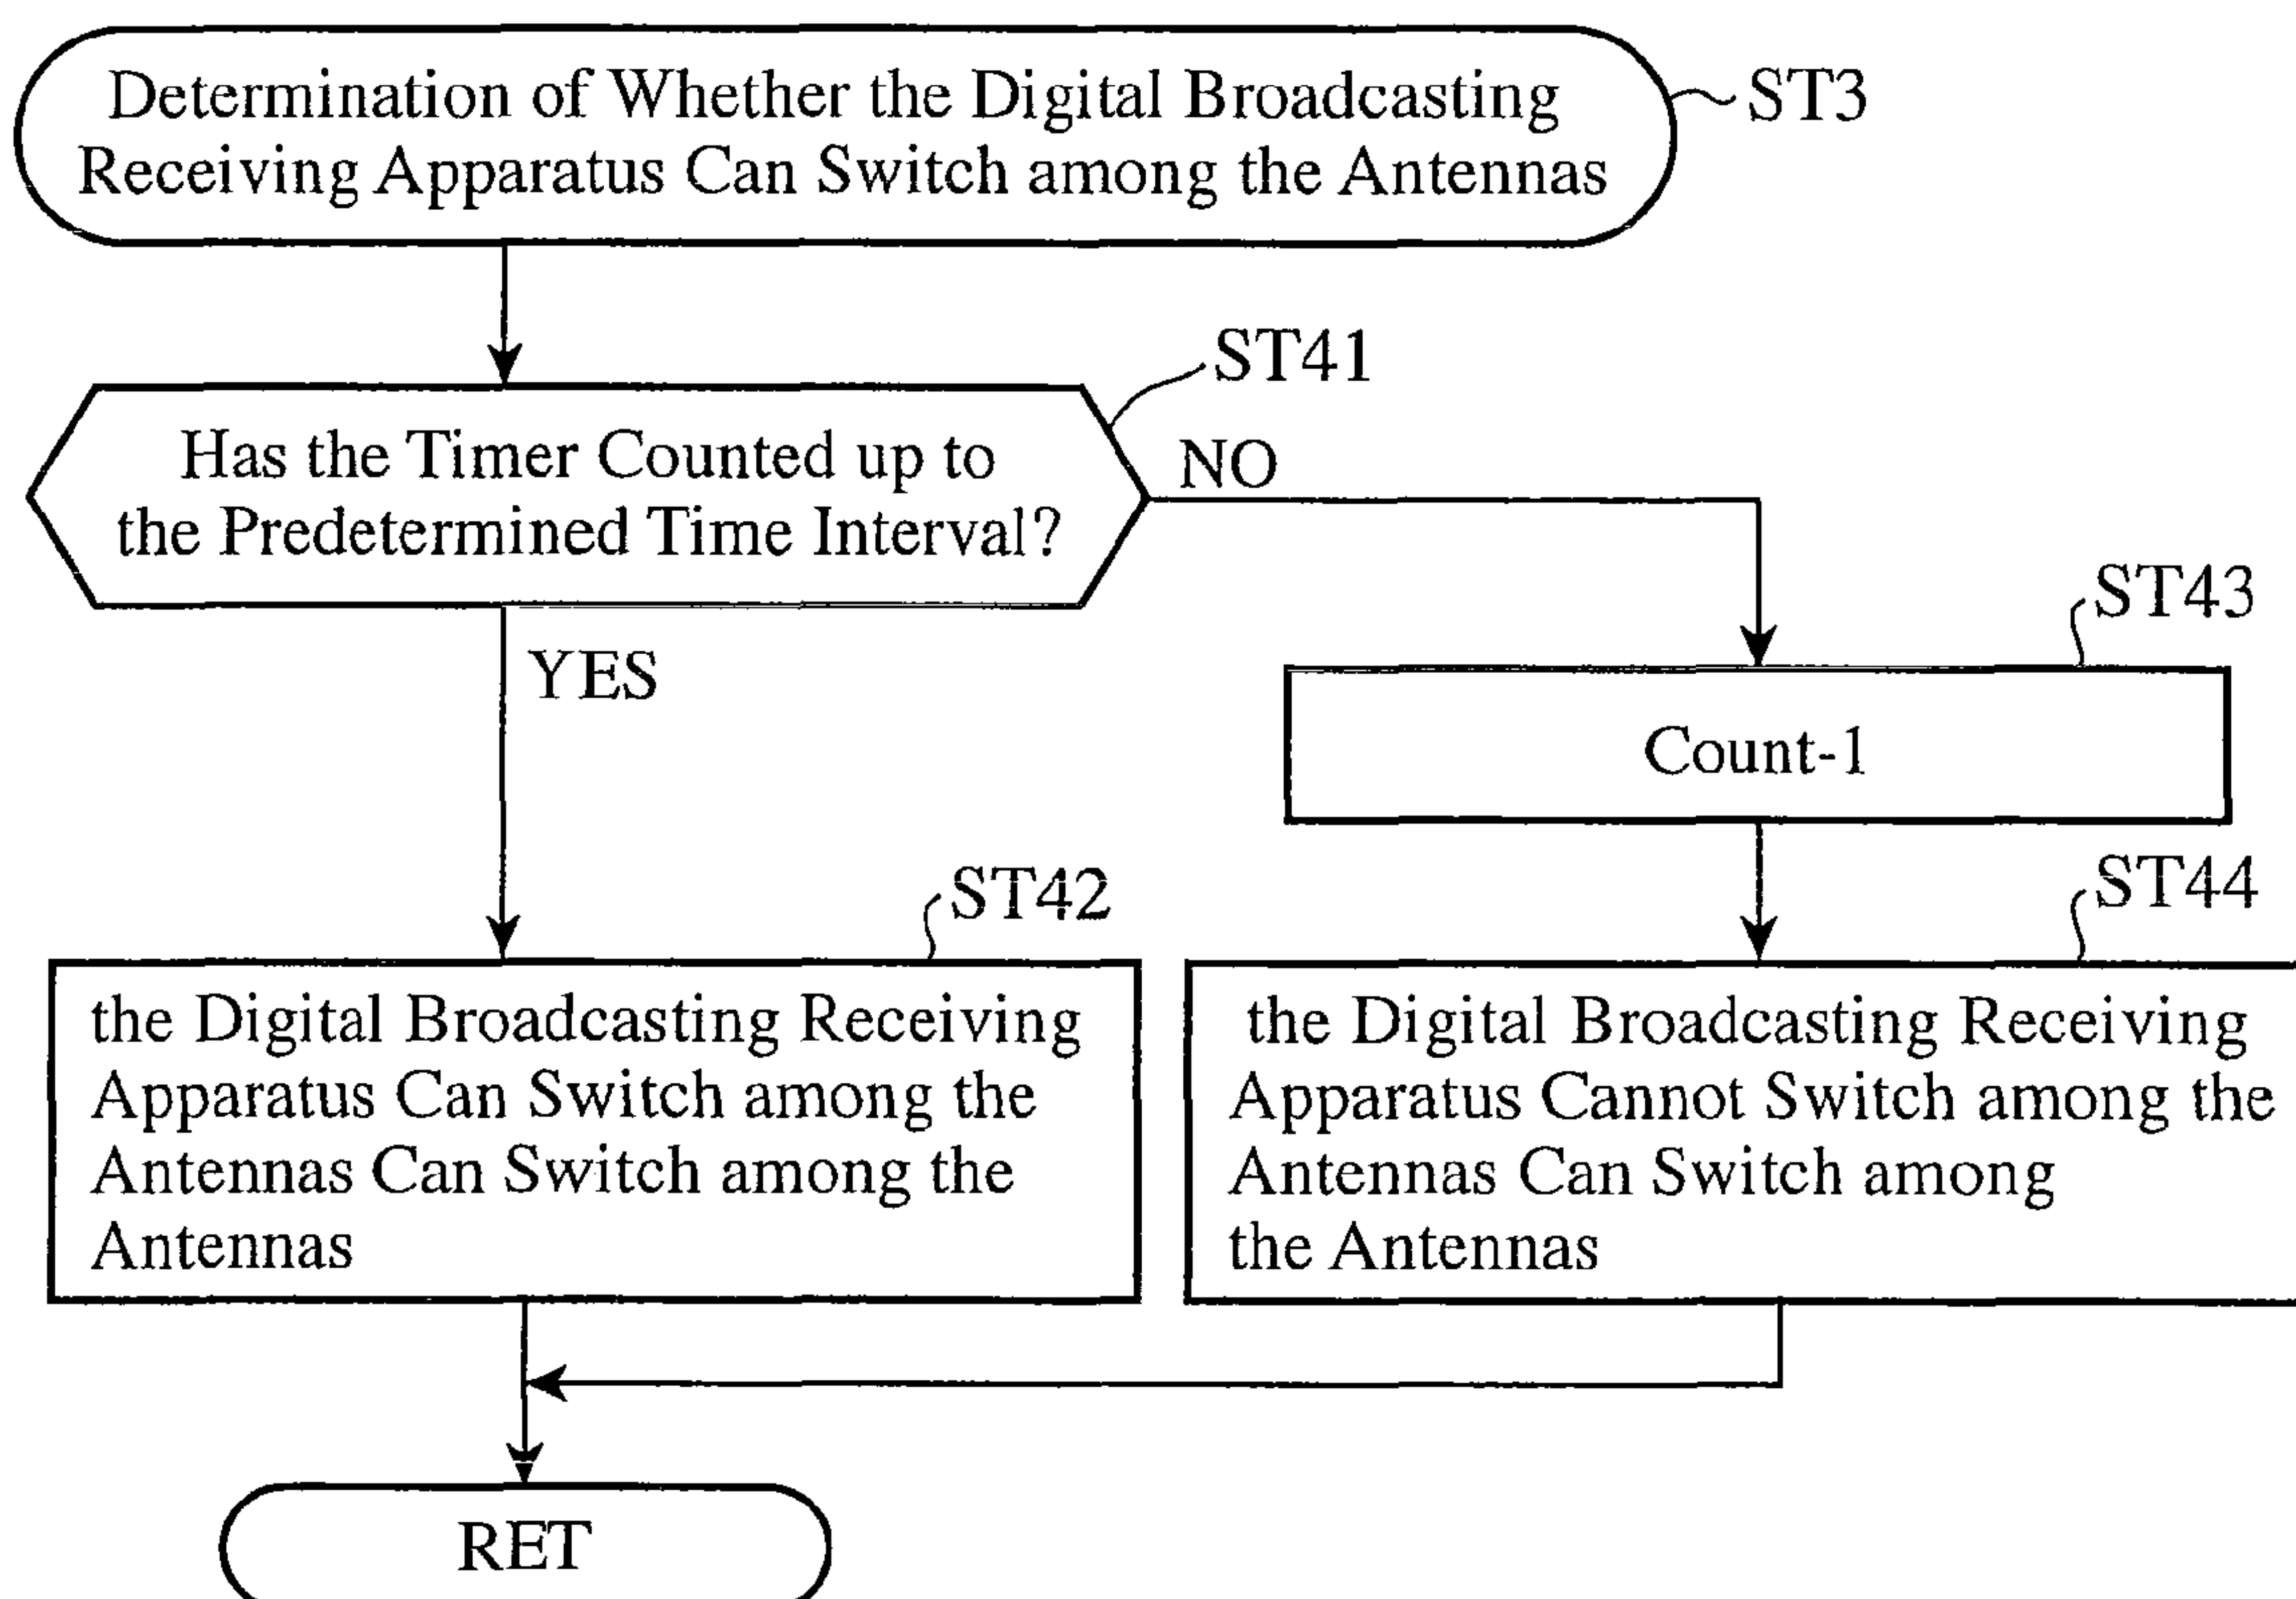 Determination of Whether the Digital Broadcasting
Receiving Apparatus Can Switch among the Antennas
ST3
ST41
Has the Timer Counted up to
the Predetermined Time Interval?
NO
YES
ST43
Count-1
ST42
the Digital Broadcasting Receiving
Apparatus Can Switch among the
Antennas Can Switch among the
Antennas
ST44
the Digital Broadcasting Receiving
Apparatus Cannot Switch among the
Antennas Can Switch among
the Antennas
RET